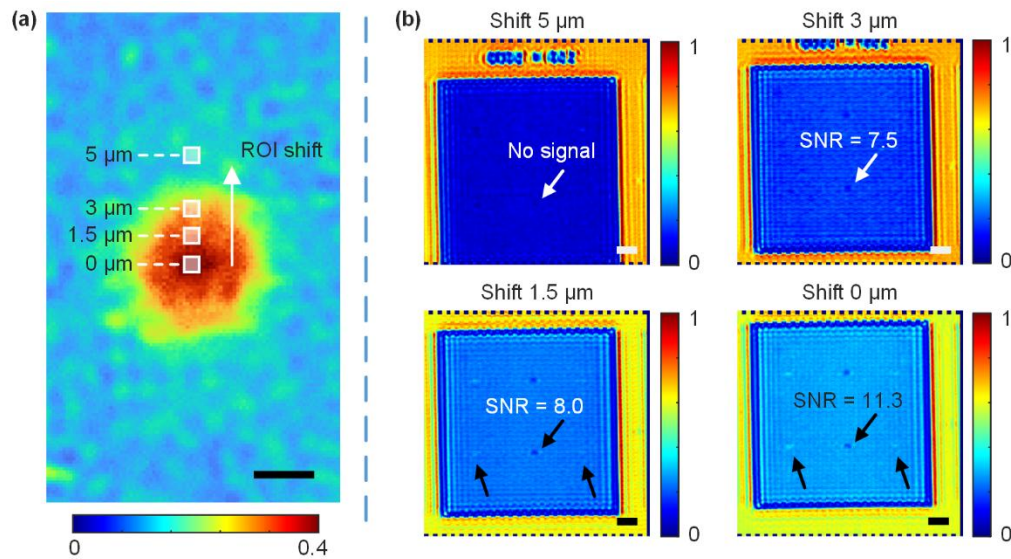 (a)
5 μm
ROI shift
3 μm
1.5 μm
0 μm
0
0.4
(b)
Shift 5 μm
No signal
1
0
Shift 3 μm
SNR = 7.5
1
0
Shift 1.5 μm
SNR = 8.0
1
0
Shift 0 μm
SNR = 11.3
1
0